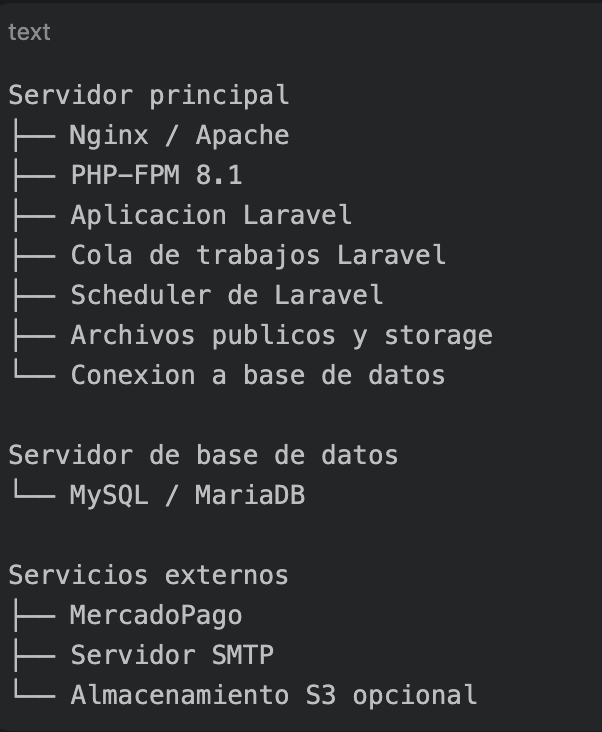 text
Servidor principal
├── Nginx / Apache
├── PHP-FPM 8.1
├── Aplicacion Laravel
├── Cola de trabajos Laravel
├── Scheduler de Laravel
├── Archivos publicos y storage
└── Conexion a base de datos
Servidor de base de datos
└── MySQL / MariaDB
Servicios externos
├── MercadoPago
├── Servidor SMTP
└── Almacenamiento S3 opcional